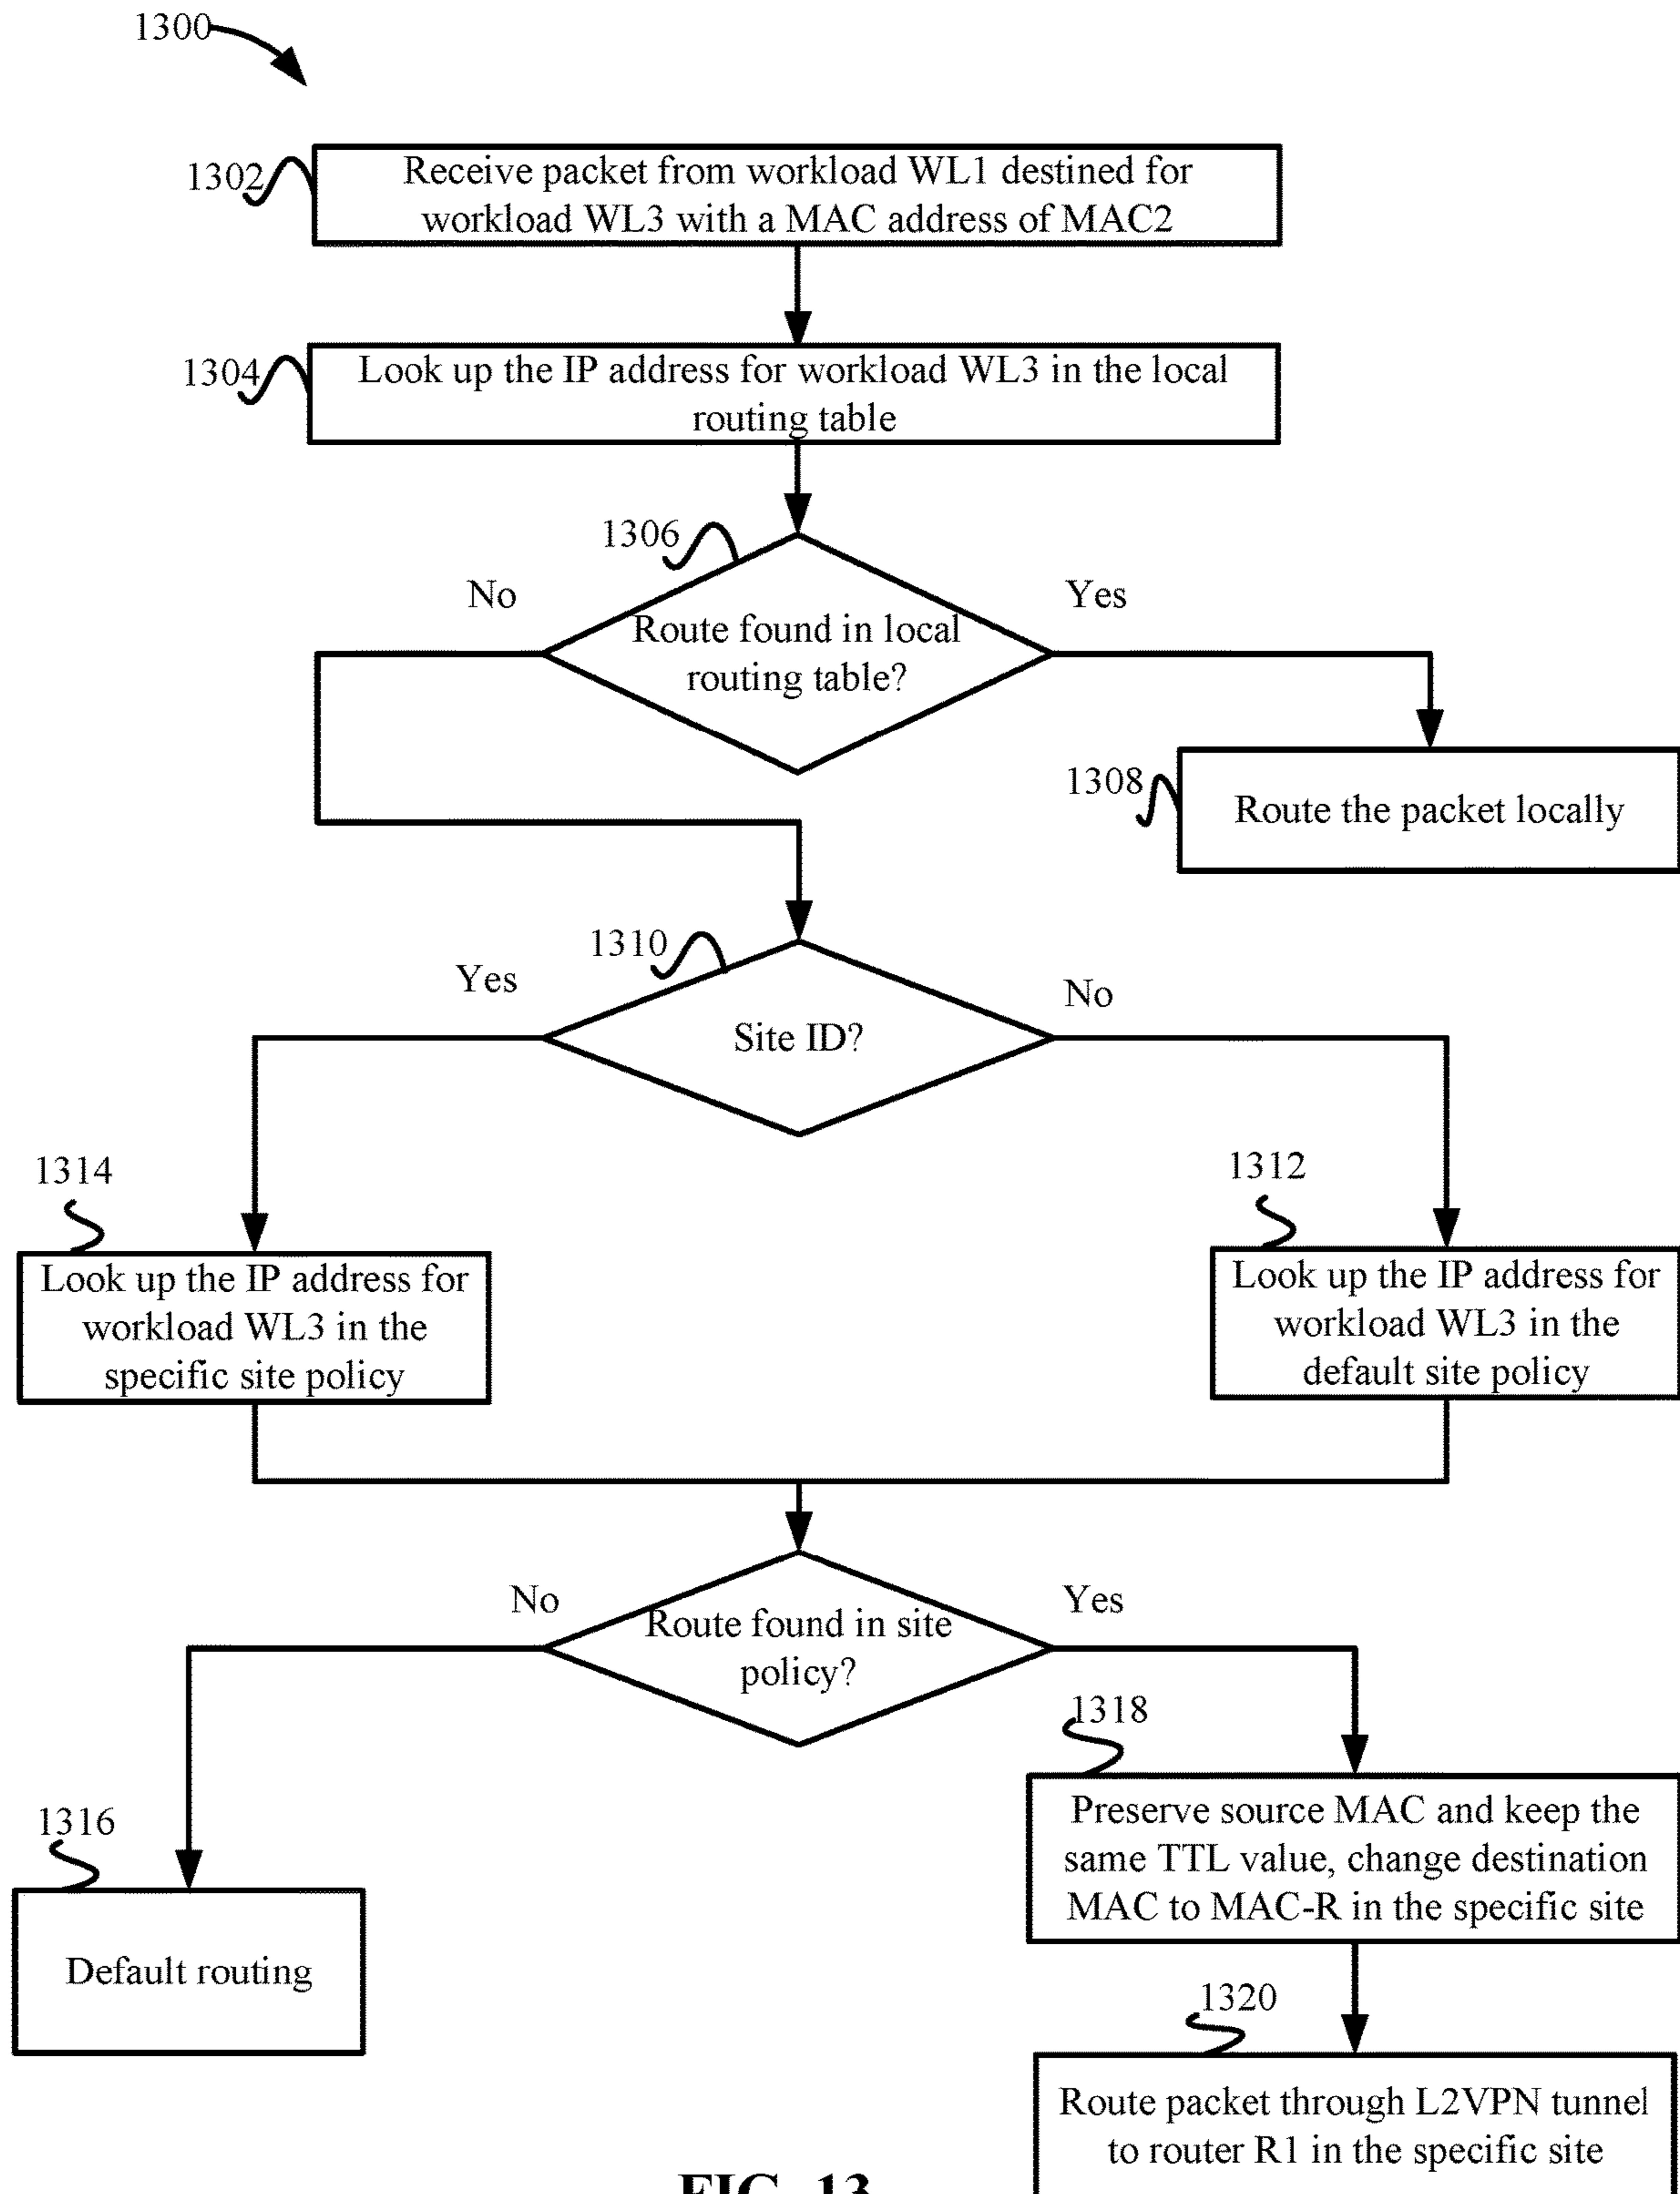 1300
1302
Receive packet from workload WL1 destined for
workload WL3 with a MAC address of MAC2
1304
Look up the IP address for workload WL3 in the local
routing table
1306
No
Yes
Route found in local
routing table?
1308
Route the packet locally
1310
Yes
No
Site ID?
1314
1312
Look up the IP address for
workload WL3 in the
specific site policy
Look up the IP address for
workload WL3 in the
default site policy
No
Yes
Route found in site
policy?
1318
Preserve source MAC and keep the
same TTL value, change destination
MAC to MAC-R in the specific site
1316
Default routing
1320
Route packet through L2VPN tunnel
to router R1 in the specific site
FIG. 13